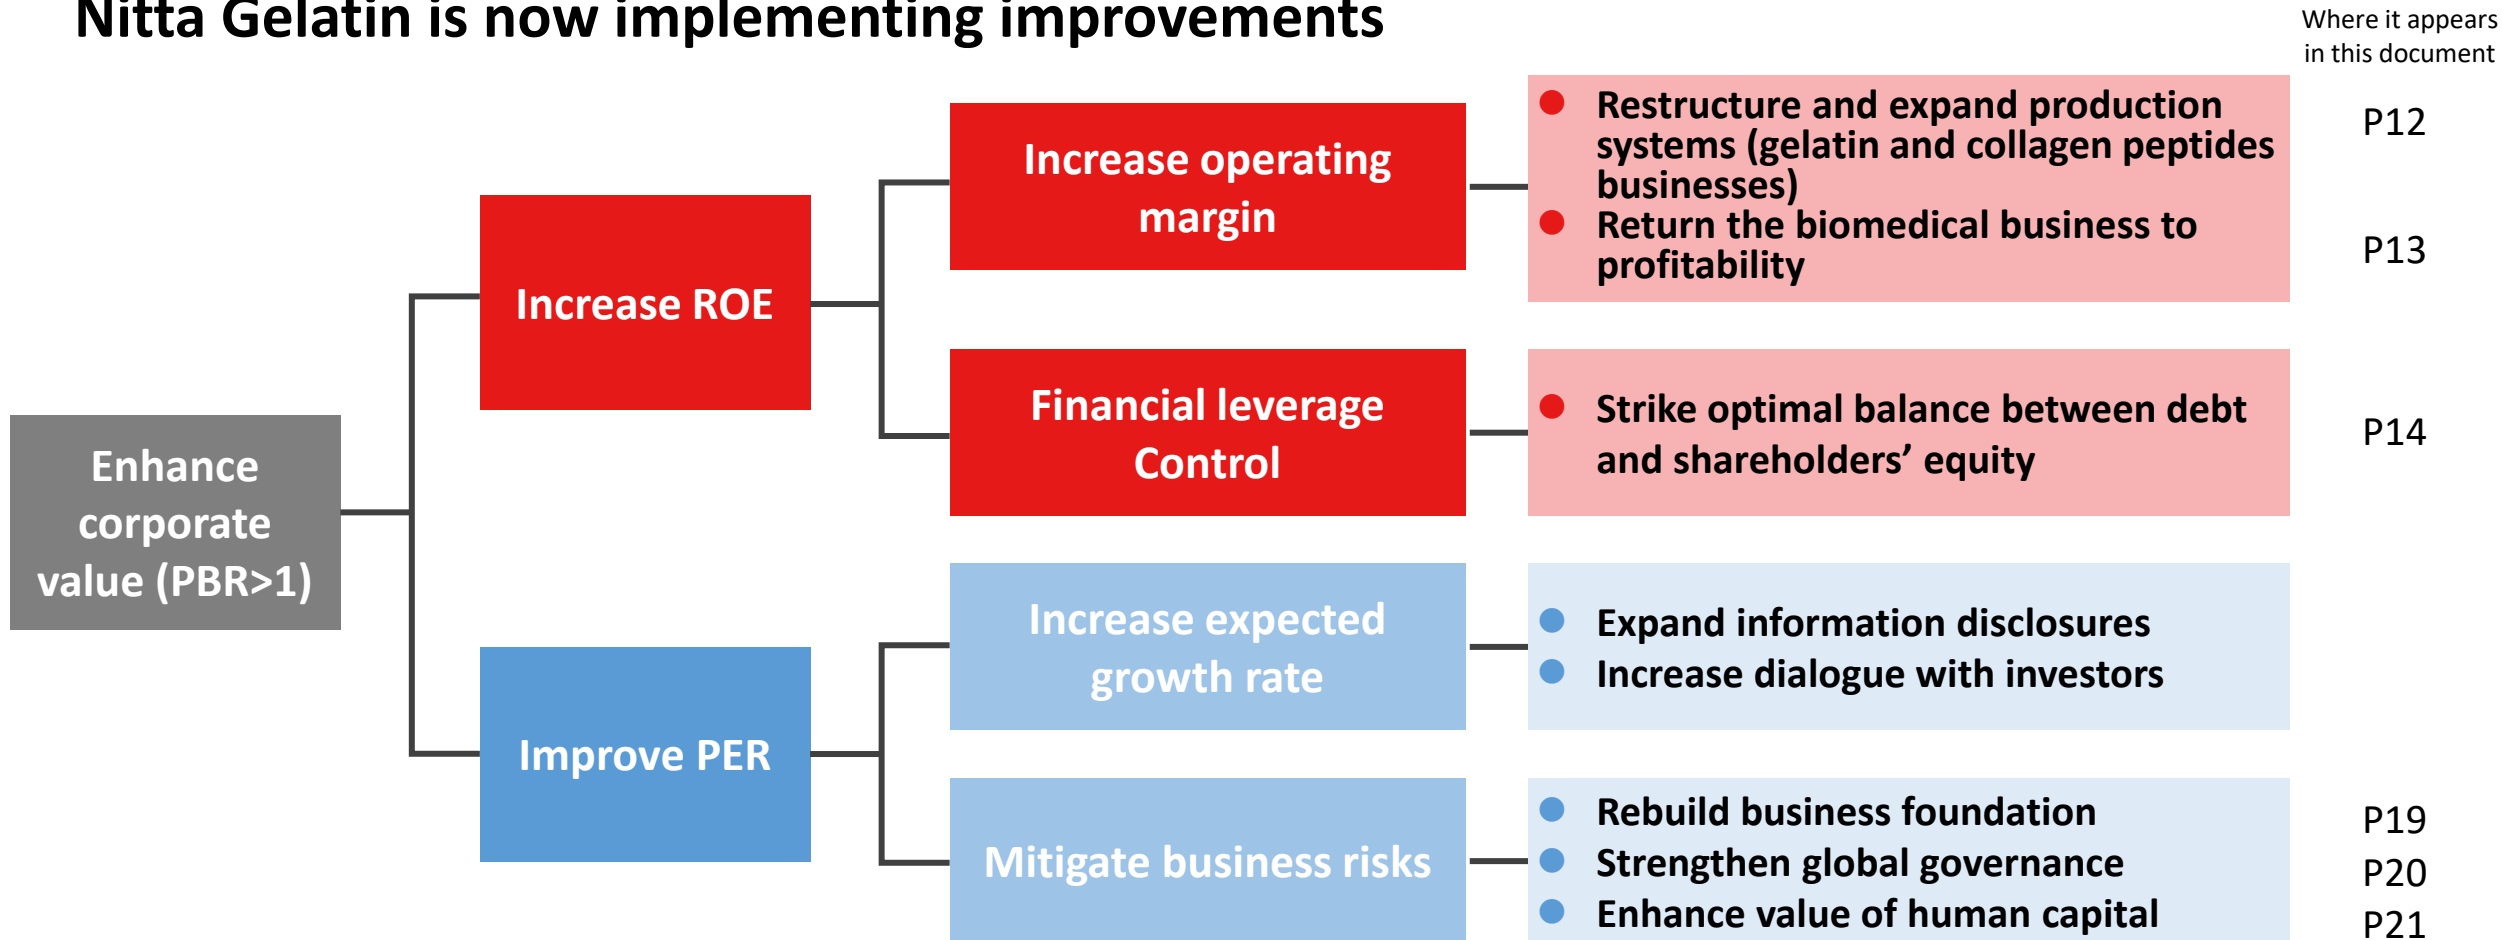 Nitta Gelatin is now implementing improvements
Where it appears
in this document
Enhance
corporate
value (PBR>1)
Increase ROE
Increase operating
margin
● Restructure and expand production
systems (gelatin and collagen peptides
businesses)
P12
● Return the biomedical business to
profitability
P13
Financial leverage
Control
● Strike optimal balance between debt
and shareholders’ equity
P14
Improve PER
Increase expected
growth rate
● Expand information disclosures
● Increase dialogue with investors
Mitigate business risks
● Rebuild business foundation
P19
● Strengthen global governance
P20
● Enhance value of human capital
P21